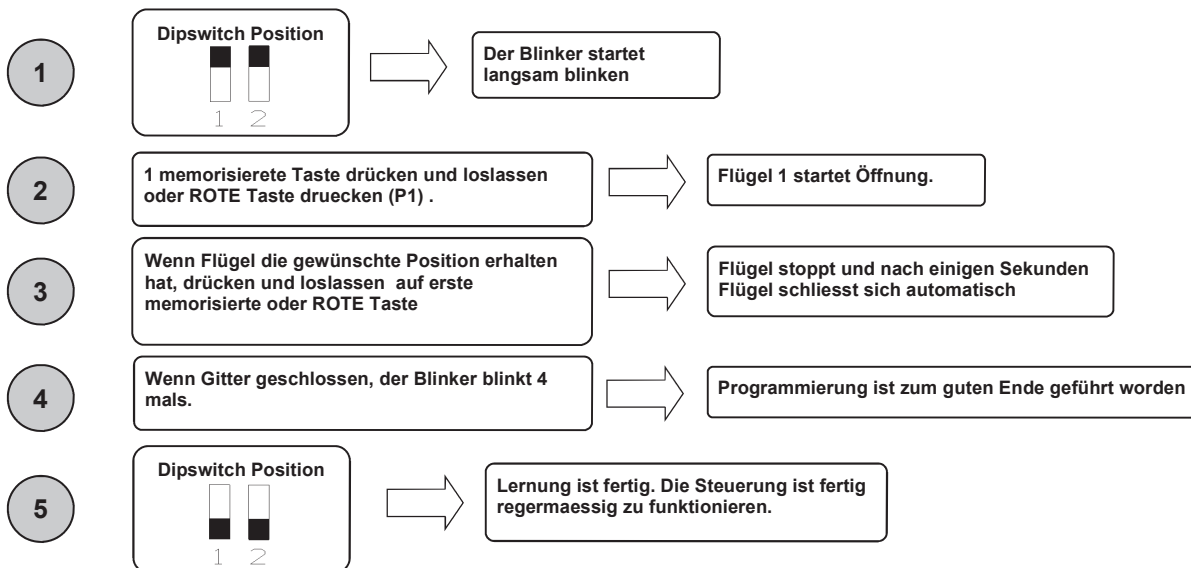 1
Dipswitch Position
1 2
Der Blinker startet
langsam blinken
2
1 memorisierete Taste drücken und loslassen
oder ROTE Taste druecken (P1) .
Flügel 1 startet Öffnung.
3
Wenn Flügel die gewünschte Position erhalten
hat, drücken und loslassen auf erste
memorisierte oder ROTE Taste
Flügel stoppt und nach einigen Sekunden
Flügel schliesst sich automatisch
4
Wenn Gitter geschlossen, der Blinker blinkt 4
mals.
Programmierung ist zum guten Ende geführt worden
5
Dipswitch Position
1 2
Lernung ist fertig. Die Steuerung ist fertig
regermaessig zu funktionieren.